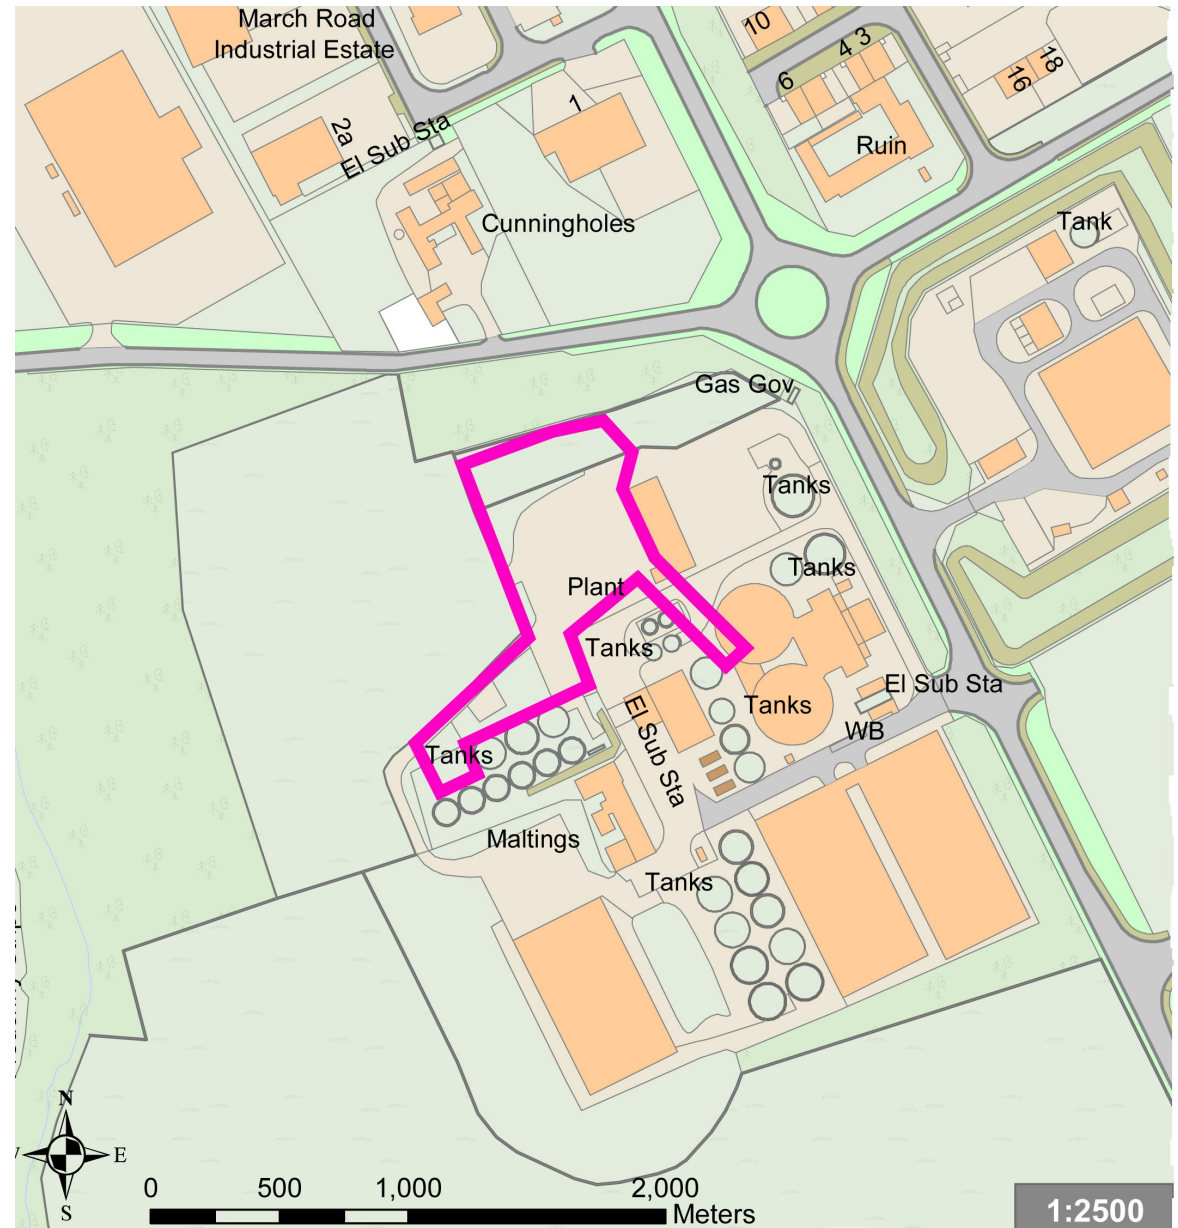 March Road
Industrial Estate
10
4 3
6
18
16
1
2a
El Sub Sta
Ruin
Cunningholes
Tank
Gas Gov
Tanks
Tanks
Plant
Tanks
El Sub Sta
Tanks
El Sub Sta
WB
Tanks
Maltings
Tanks
N
E
S
0 500 1,000 2,000
Meters
1:2500